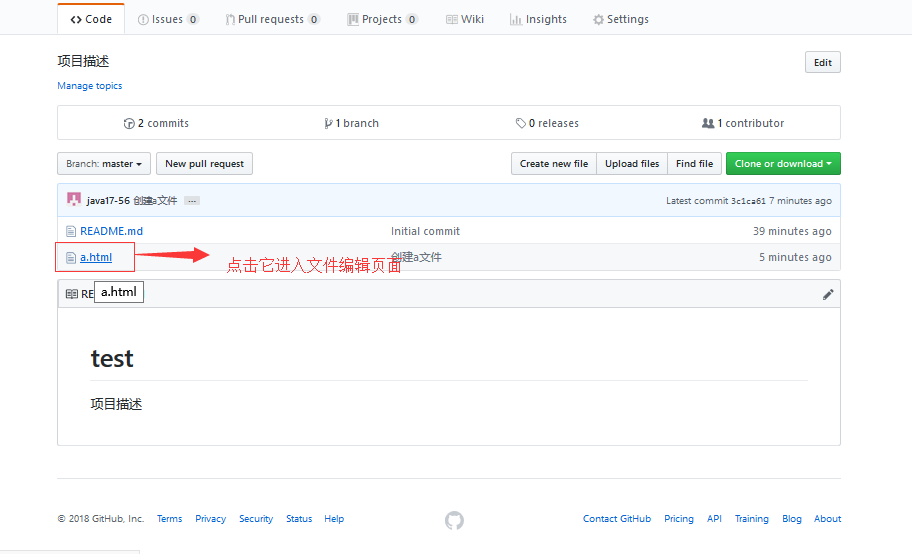 Code Issues 0 Pull requests 0 Projects 0 Wiki Insights Settings
项目描述 Edit
Manage topics
2 commits 1 branch 0 releases 1 contributor
Branch: master New pull request Create new file Upload files Find file Clone or download
java17-56 创建a文件 ... Latest commit 3c1ca61 7 minutes ago
README.md Initial commit 39 minutes ago
a.html 创建a文件 5 minutes ago
点击它进入文件编辑页面
RE a.html
test
项目描述
© 2018 GitHub, Inc. Terms Privacy Security Status Help Contact GitHub Pricing API Training Blog About